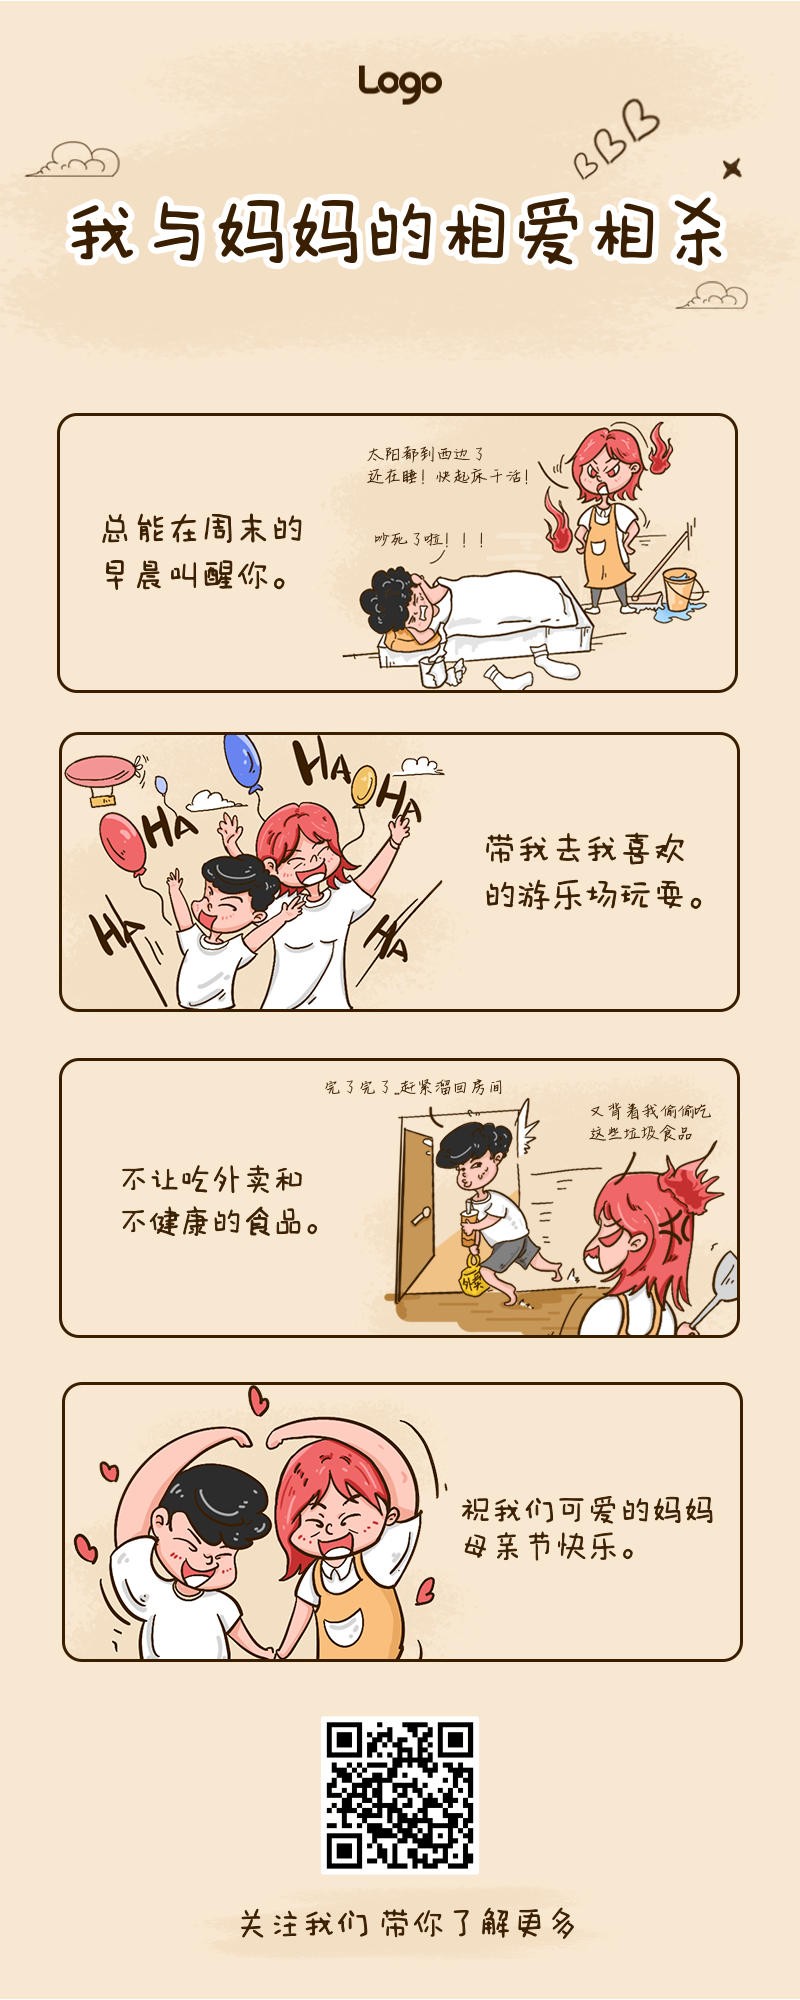 Logo
我与妈妈的相爱相杀
太阳都到西边了
还在睡！快起床干活！
吵死了啦！！！
总能在周末的
早晨叫醒你。
HA
HA
HA
HA
HA
带我去我喜欢
的游乐场玩耍。
完了完了_赶紧溜回房间
又背着我偷偷吃
这些垃圾食品
不让吃外卖和
不健康的食品。
外卖
祝我们可爱的妈妈
母亲节快乐。
关注我们 带你了解更多